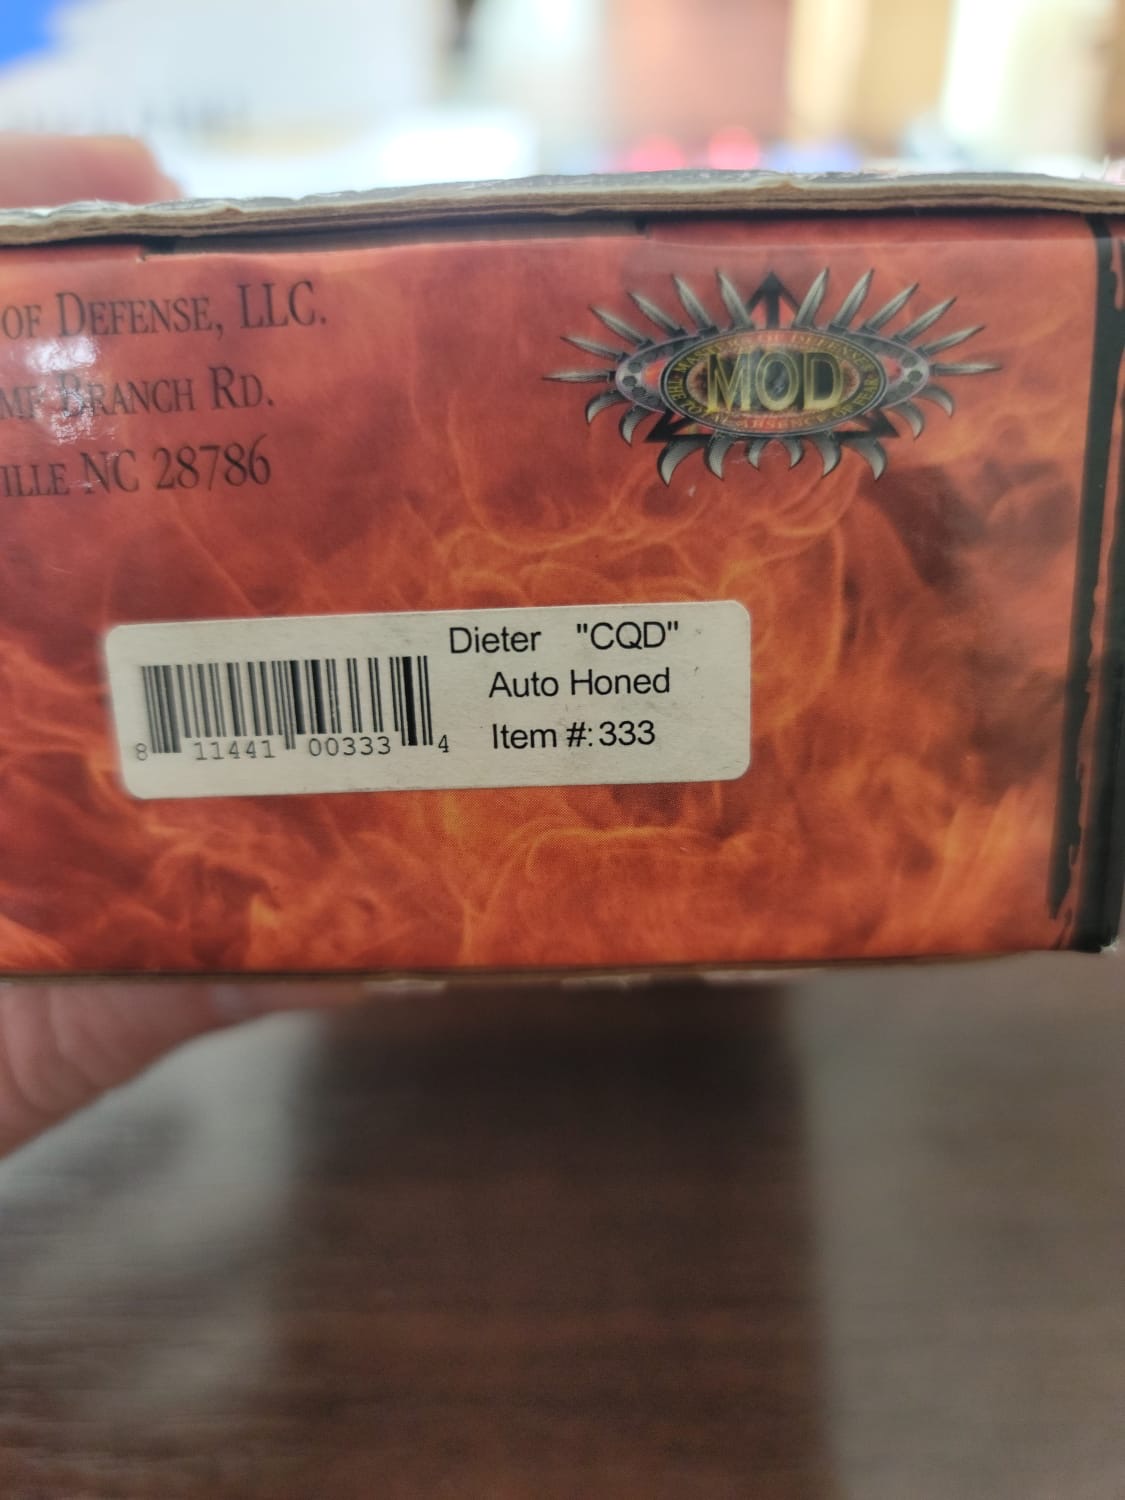 OF DEFENSE, LLC.
BRANCH RD.
ILLE NC 28786
MOD
Dieter "CQD"
Auto Honed
Item #: 333
8 11441 00333 4